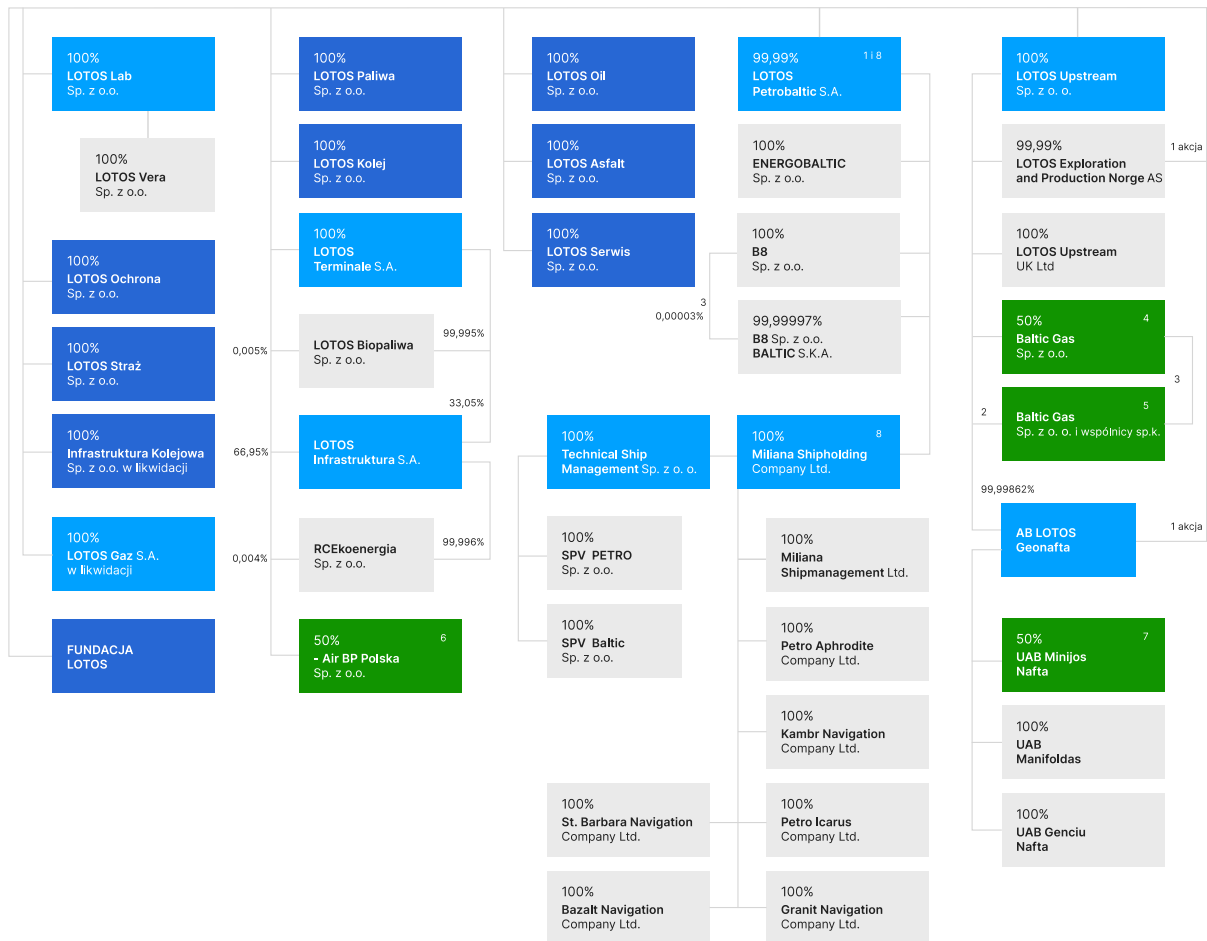 100%
LOTOS Lab
Sp. z o.o.
100%
LOTOS Vera
Sp. z o.o.
100%
LOTOS Ochrona
Sp. z o.o.
100%
LOTOS Straż
Sp. z o.o.
100%
Infrastruktura Kolejowa
Sp. z o.o. w likwidacji
100%
LOTOS Gaz S.A.
w likwidacji
FUNDACJA
LOTOS
100%
LOTOS Paliwa
Sp. z o.o.
100%
LOTOS Kolej
Sp. z o.o.
100%
LOTOS
Terminale S.A.
99,995%
0,005%
LOTOS Biopaliwa
Sp. z o.o.
33,05%
66,95%
LOTOS
Infrastruktura S.A.
99,996%
0,004%
RCEkoenergia
Sp. z o.o.
50% 6
- Air BP Polska
Sp. z o.o.
100%
LOTOS Oil
Sp. z o.o.
100%
LOTOS Asfalt
Sp. z o.o.
100%
LOTOS Serwis
Sp. z o.o.
99,99% 1 i 8
LOTOS
Petrobaltic S.A.
100%
ENERGOBALTIC
Sp. z o.o.
100%
B8
Sp. z o.o.
3
0,00003%
99,99997%
B8 Sp. z o.o.
BALTIC S.K.A.
100%
Technical Ship
Management Sp. z o. o.
100% 8
Miliana Shipholding
Company Ltd.
100%
SPV PETRO
Sp. z o.o.
100%
SPV Baltic
Sp. z o.o.
100%
Miliana
Shipmanagement Ltd.
100%
Petro Aphrodite
Company Ltd.
100%
Kambr Navigation
Company Ltd.
100%
St. Barbara Navigation
Company Ltd.
100%
Petro Icarus
Company Ltd.
100%
Bazalt Navigation
Company Ltd.
100%
Granit Navigation
Company Ltd.
100%
LOTOS Upstream
Sp. z o. o.
99,99%
LOTOS Exploration
and Production Norge AS
1 akcja
100%
LOTOS Upstream
UK Ltd
50% 4
Baltic Gas
Sp. z o.o.
3
2
5
Baltic Gas
Sp. z o. o. i wspólnicy sp.k.
99,99862%
AB LOTOS
Geonafta
1 akcja
50% 7
UAB Minijos
Nafta
100%
UAB
Manifoldas
100%
UAB Genciu
Nafta